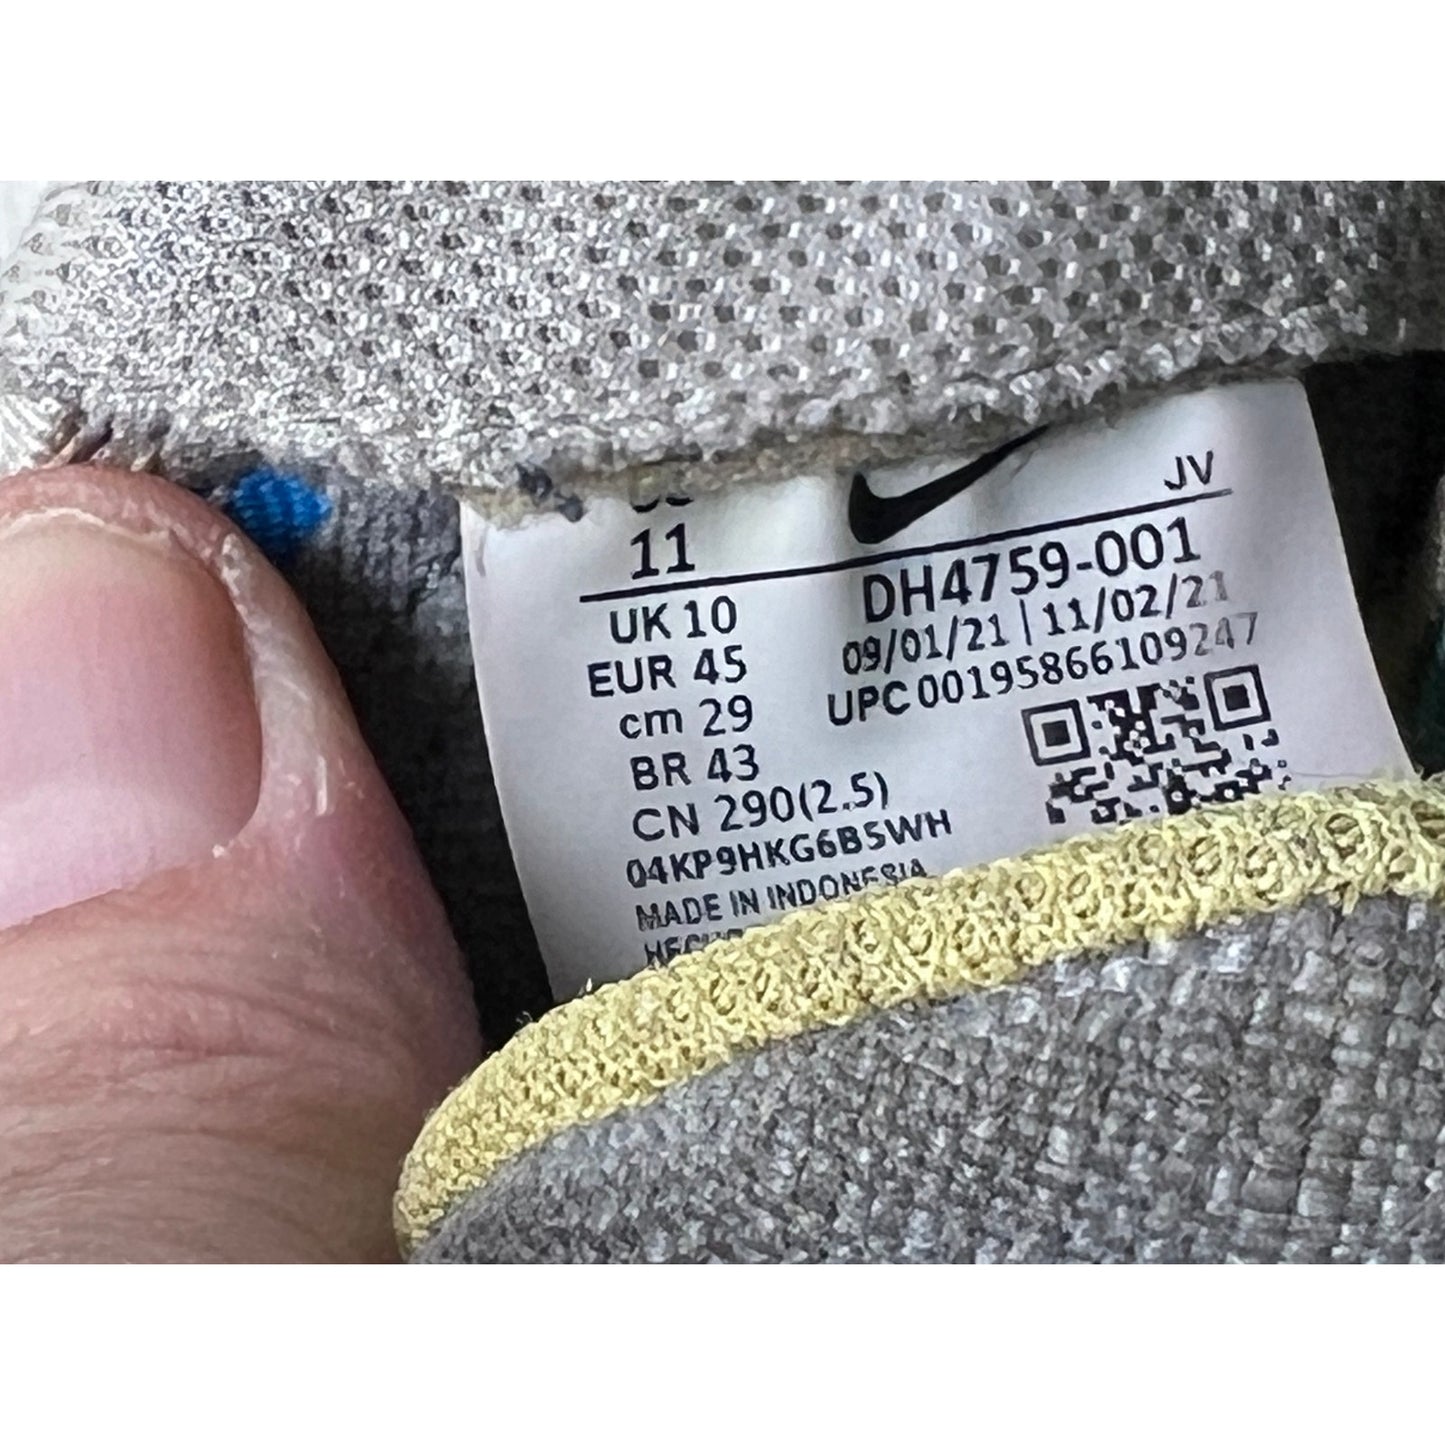 JV
11
DH4759-001
UK 10
09/01/21 | 11/02/21
EUR 45
UPC 00195866109247
cm 29
BR 43
CN 290(2.5)
04KP9HKG6B5WH
MADE IN INDONESIA